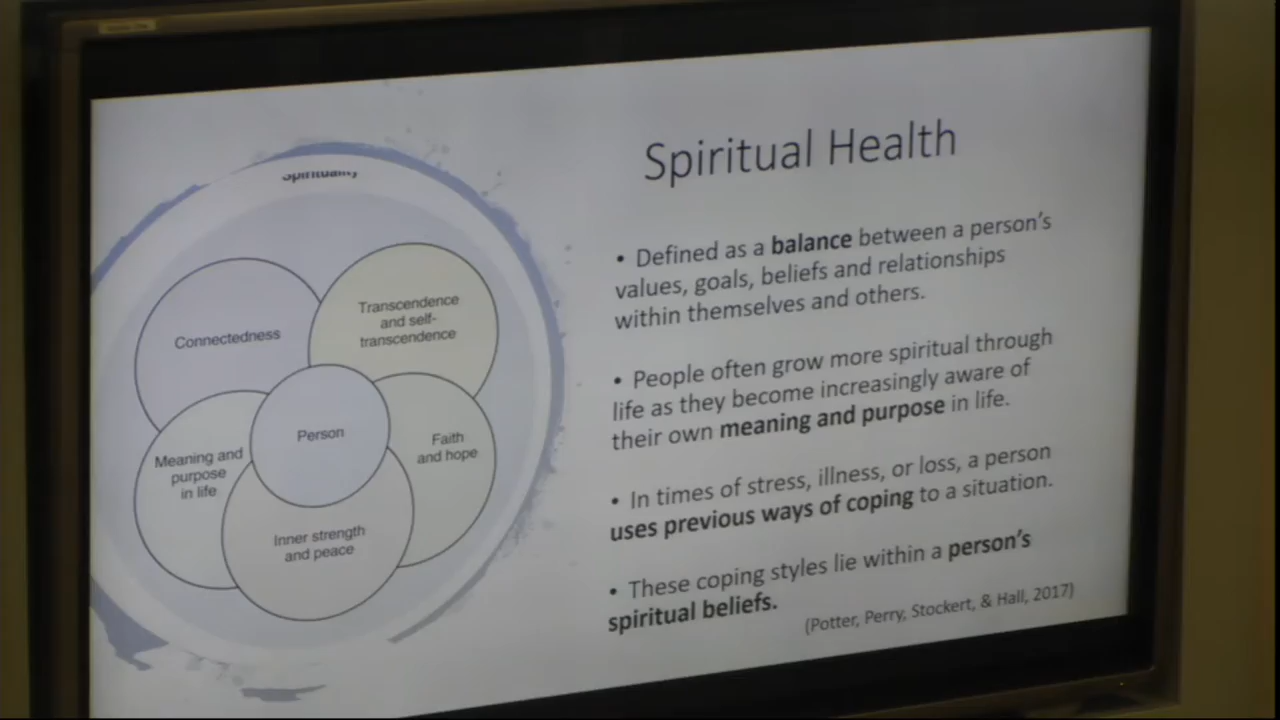 Spiritual Health
Spirituality
Connectedness
Transcendence
and self-
transcendence
Person
Meaning and
purpose
in life
Faith
and hope
Inner strength
and peace
• Defined as a balance between a person's
values, goals, beliefs and relationships
within themselves and others.
• People often grow more spiritual through
life as they become increasingly aware of
their own meaning and purpose in life.
• In times of stress, illness, or loss, a person
uses previous ways of coping to a situation.
• These coping styles lie within a person's
spiritual beliefs.
(Potter, Perry, Stockert, & Hall, 2017)